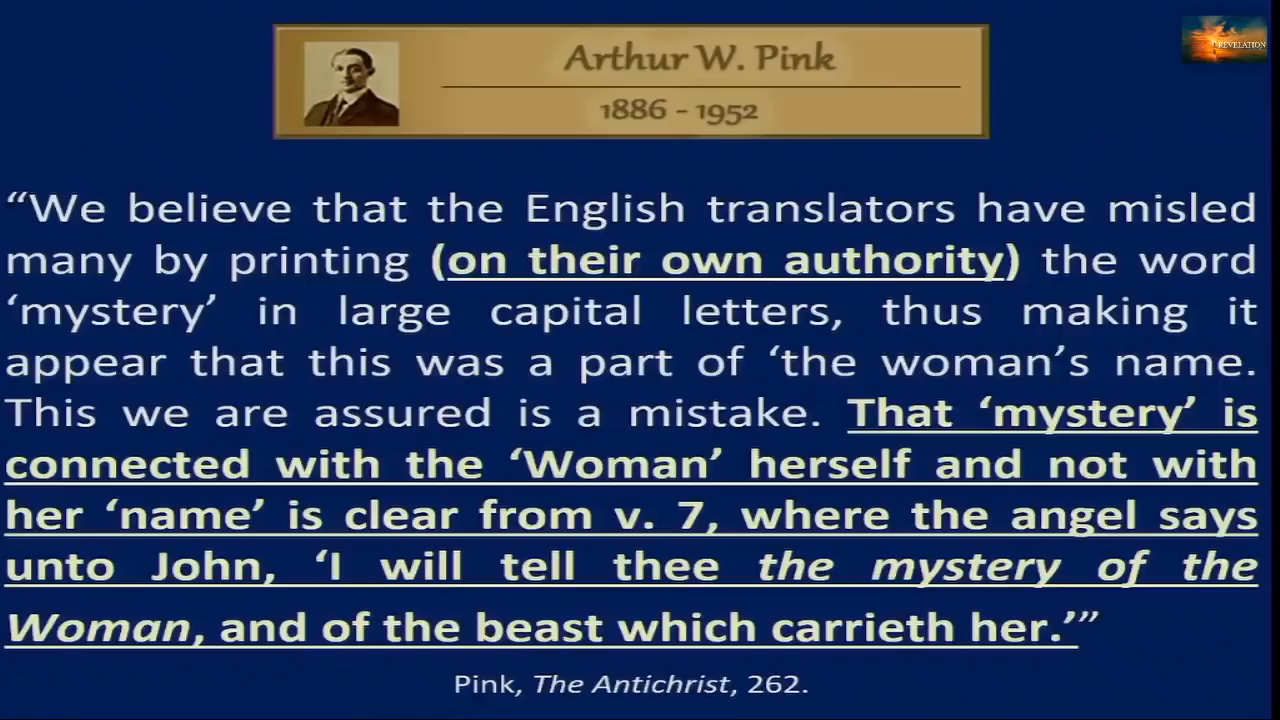 Arthur W. Pink
REVELATION
1886 - 1952
“We believe that the English translators have misled
many by printing (on their own authority) the word
‘mystery’ in large capital letters, thus making it
appear that this was a part of ‘the woman’s name.
This we are assured is a mistake. That ‘mystery’ is
connected with the ‘Woman’ herself and not with
her ‘name’ is clear from v. 7, where the angel says
unto John, ‘I will tell thee the mystery of the
Woman, and of the beast which carrieth her.’”
Pink, The Antichrist, 262.